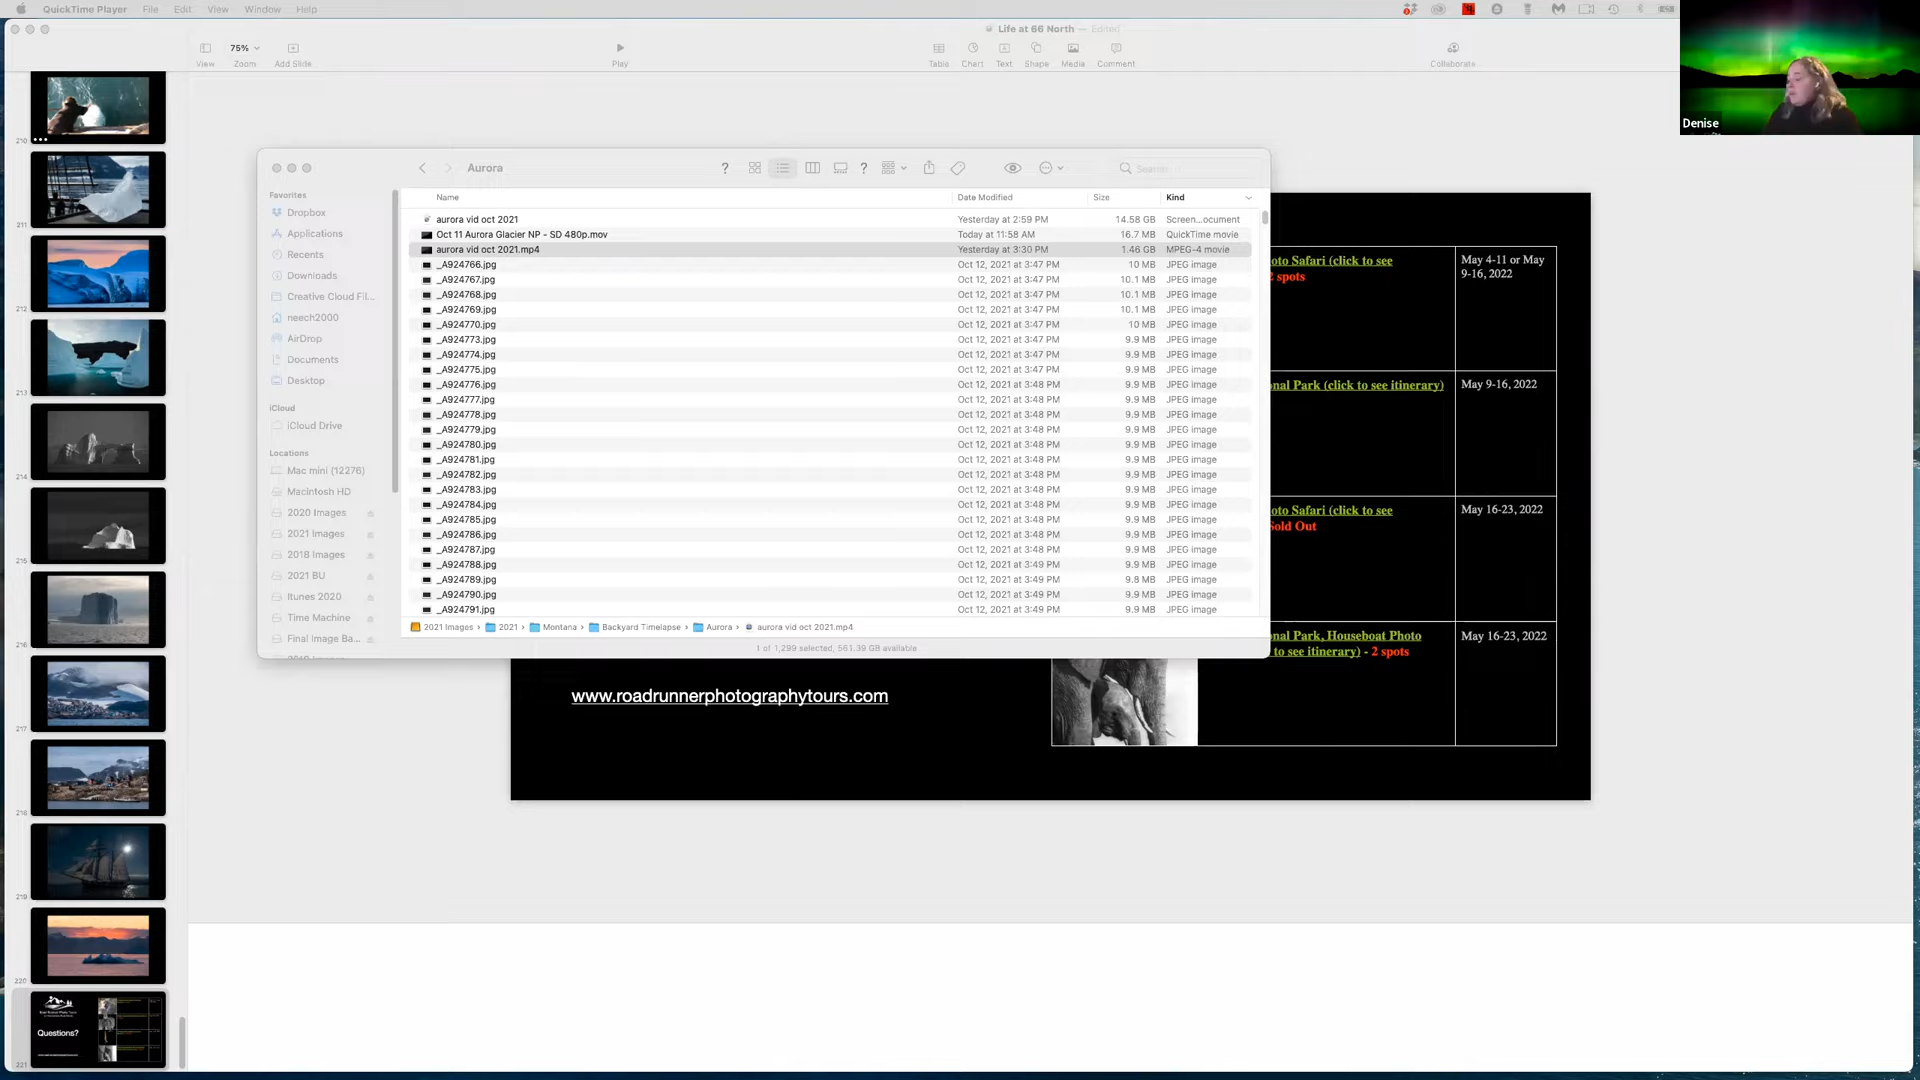 QuickTime Player File Edit View Window Help
Life at 66 North — Edited
75%
View Zoom Add Slide Play Table Chart Text Shape Media Comment Collaborate
Denise
210
211
212
213
214
215
216
217
218
219
220
221
Questions?
Aurora
Search
Favorites
Dropbox
Applications
Recents
Downloads
Creative Cloud Fil...
neech2000
AirDrop
Documents
Desktop
iCloud
iCloud Drive
Locations
Mac mini (12276)
Macintosh HD
2020 Images
2021 Images
2018 Images
2021 BU
Itunes 2020
Time Machine
Final Image Ba...
Name Date Modified Size Kind
aurora vid oct 2021 Yesterday at 2:59 PM 14.58 GB Screen...ocument
Oct 11 Aurora Glacier NP - SD 480p.mov Today at 11:58 AM 16.7 MB QuickTime movie
aurora vid oct 2021.mp4 Yesterday at 3:30 PM 1.46 GB MPEG-4 movie
_A924766.jpg Oct 12, 2021 at 3:47 PM 10 MB JPEG image
_A924767.jpg Oct 12, 2021 at 3:47 PM 10.1 MB JPEG image
_A924768.jpg Oct 12, 2021 at 3:47 PM 10.1 MB JPEG image
_A924769.jpg Oct 12, 2021 at 3:47 PM 10.1 MB JPEG image
_A924770.jpg Oct 12, 2021 at 3:47 PM 10 MB JPEG image
_A924773.jpg Oct 12, 2021 at 3:47 PM 9.9 MB JPEG image
_A924774.jpg Oct 12, 2021 at 3:47 PM 9.9 MB JPEG image
_A924775.jpg Oct 12, 2021 at 3:47 PM 9.9 MB JPEG image
_A924776.jpg Oct 12, 2021 at 3:48 PM 9.9 MB JPEG image
_A924777.jpg Oct 12, 2021 at 3:48 PM 9.9 MB JPEG image
_A924778.jpg Oct 12, 2021 at 3:48 PM 9.9 MB JPEG image
_A924779.jpg Oct 12, 2021 at 3:48 PM 9.9 MB JPEG image
_A924780.jpg Oct 12, 2021 at 3:48 PM 9.9 MB JPEG image
_A924781.jpg Oct 12, 2021 at 3:48 PM 9.9 MB JPEG image
_A924782.jpg Oct 12, 2021 at 3:48 PM 9.9 MB JPEG image
_A924783.jpg Oct 12, 2021 at 3:48 PM 9.9 MB JPEG image
_A924784.jpg Oct 12, 2021 at 3:48 PM 9.9 MB JPEG image
_A924785.jpg Oct 12, 2021 at 3:48 PM 9.9 MB JPEG image
_A924786.jpg Oct 12, 2021 at 3:48 PM 9.9 MB JPEG image
_A924787.jpg Oct 12, 2021 at 3:48 PM 9.9 MB JPEG image
_A924788.jpg Oct 12, 2021 at 3:49 PM 9.9 MB JPEG image
_A924789.jpg Oct 12, 2021 at 3:49 PM 9.8 MB JPEG image
_A924790.jpg Oct 12, 2021 at 3:49 PM 9.9 MB JPEG image
_A924791.jpg Oct 12, 2021 at 3:49 PM 9.9 MB JPEG image
2021 Images › 2021 › Montana › Backyard Timelapse › Aurora › aurora vid oct 2021.mp4
1 of 1,299 selected, 561.39 GB available
oto Safari (click to see
2 spots
May 4-11 or May
9-16, 2022
onal Park (click to see itinerary)
May 9-16, 2022
oto Safari (click to see
Sold Out
May 16-23, 2022
onal Park, Houseboat Photo
to see itinerary) - 2 spots
May 16-23, 2022
www.roadrunnerphotographytours.com